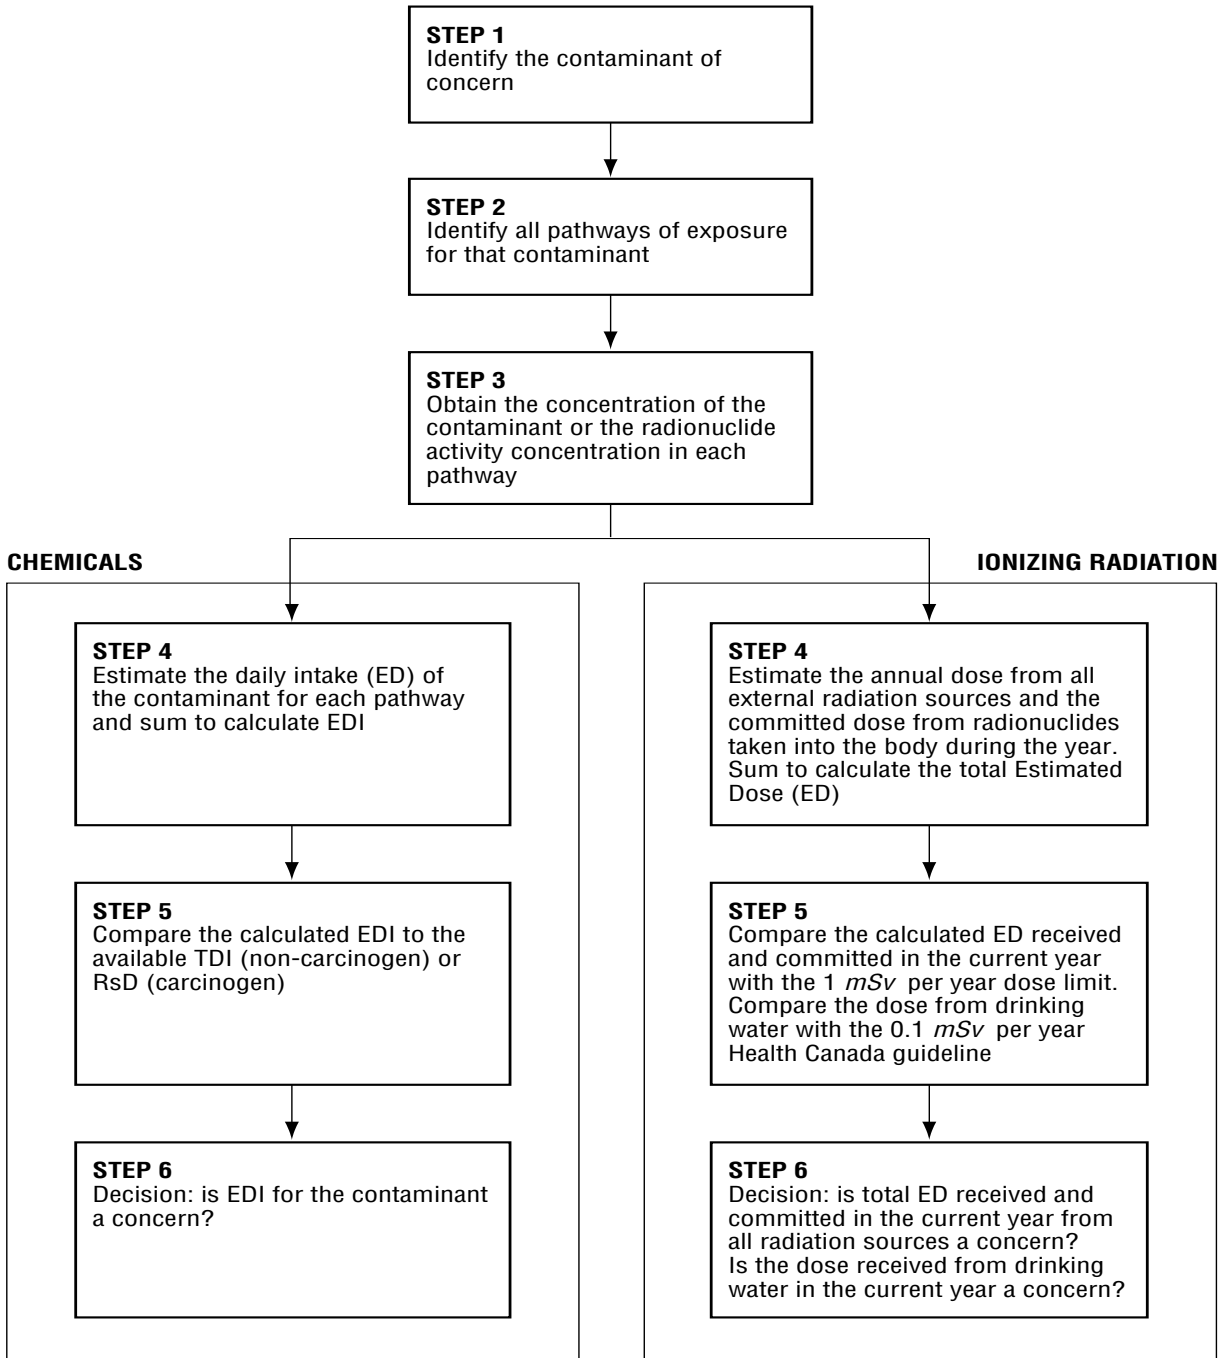 STEP 1
Identify the contaminant of
concern
STEP 2
Identify all pathways of exposure
for that contaminant
STEP 3
Obtain the concentration of the
contaminant or the radionuclide
activity concentration in each
pathway
CHEMICALS
STEP 4
Estimate the daily intake (ED) of
the contaminant for each pathway
and sum to calculate EDI
STEP 5
Compare the calculated EDI to the
available TDI (non-carcinogen) or
RsD (carcinogen)
STEP 6
Decision: is EDI for the contaminant
a concern?
IONIZING RADIATION
STEP 4
Estimate the annual dose from all
external radiation sources and the
committed dose from radionuclides
taken into the body during the year.
Sum to calculate the total Estimated
Dose (ED)
STEP 5
Compare the calculated ED received
and committed in the current year
with the 1 mSv per year dose limit.
Compare the dose from drinking
water with the 0.1 mSv per year
Health Canada guideline
STEP 6
Decision: is total ED received and
committed in the current year from
all radiation sources a concern?
Is the dose received from drinking
water in the current year a concern?